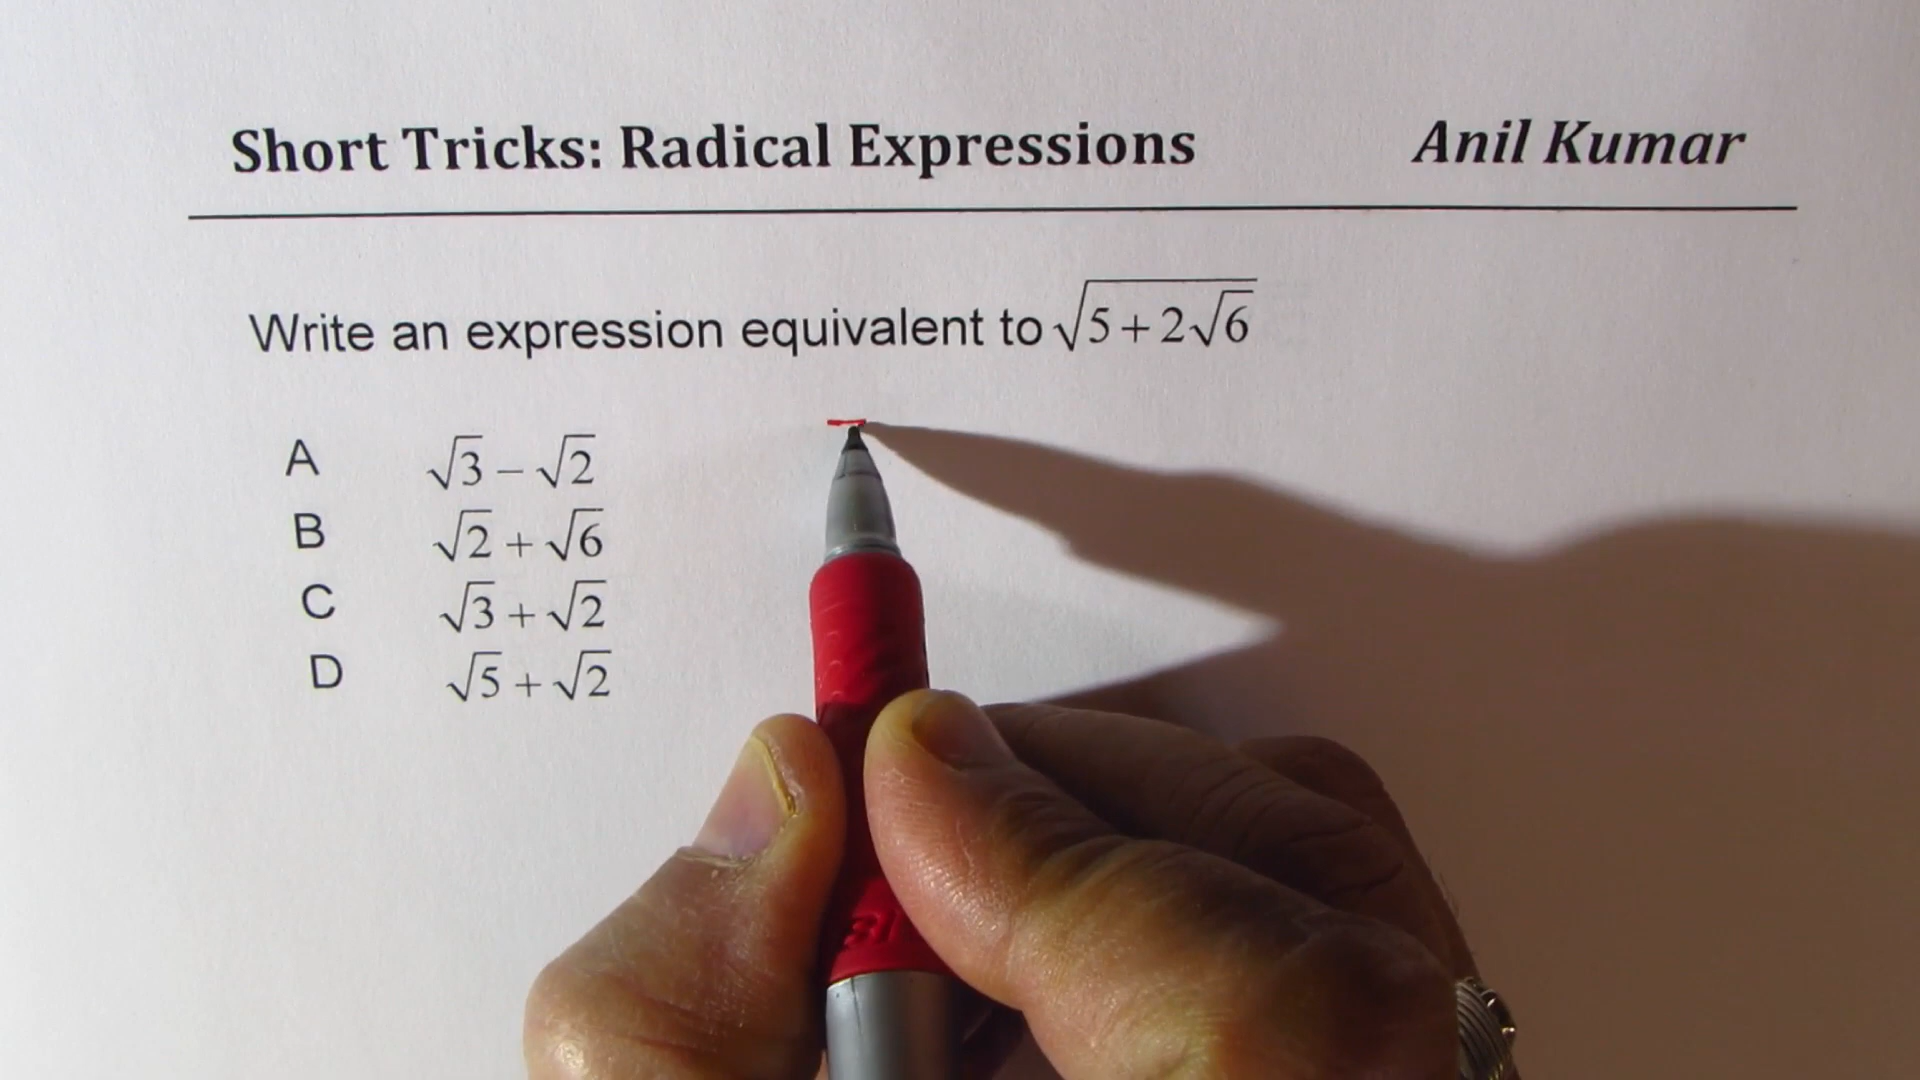 Short Tricks: Radical Expressions Anil Kumar
Write an expression equivalent to √(5 + 2√6)
A √3 − √2
B √2 + √6
C √3 + √2
D √5 + √2